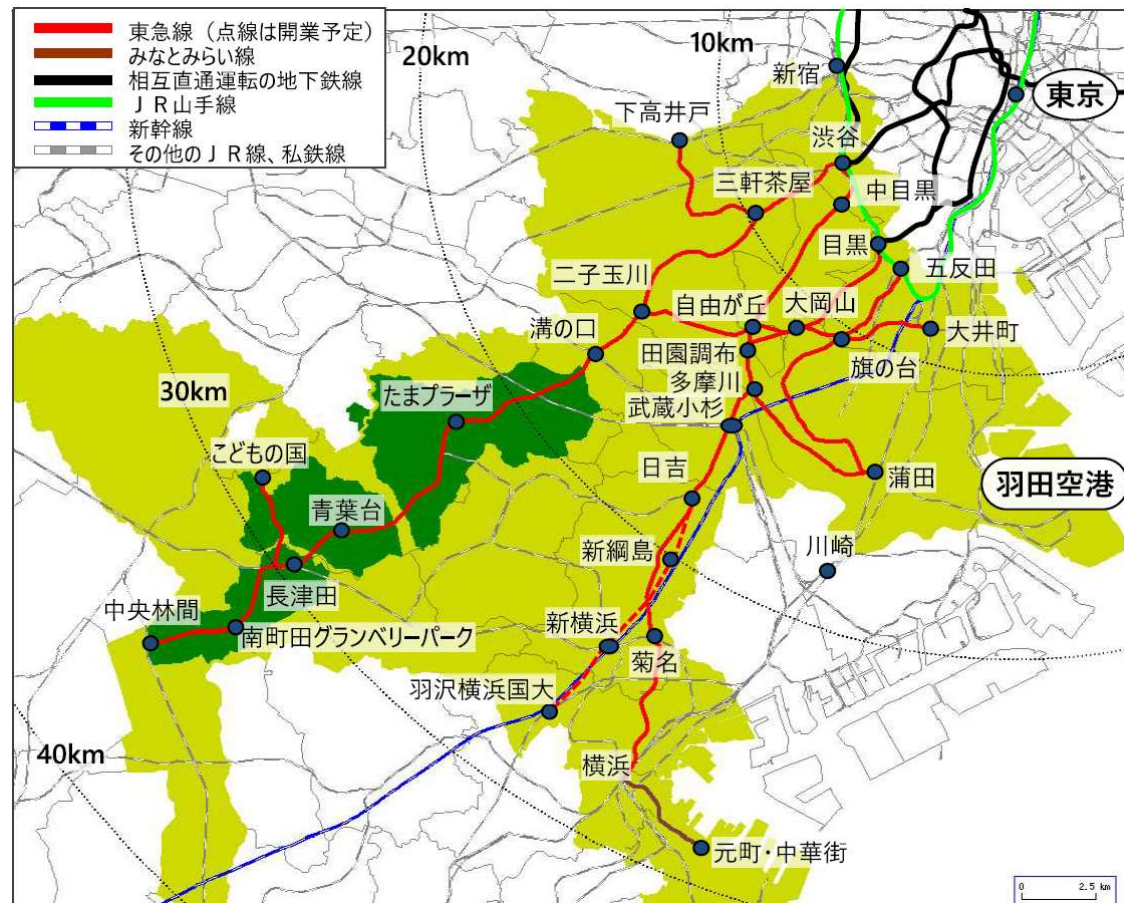 東急線（点線は開業予定）
みなとみらい線
相互直通運転の地下鉄線
ＪＲ山手線
新幹線
その他のＪＲ線、私鉄線
20km
10km
新宿
東京
下高井戸
渋谷
三軒茶屋
中目黒
目黒
五反田
二子玉川
自由が丘
大岡山
大井町
溝の口
田園調布
旗の台
30km
たまプラーザ
多摩川
武蔵小杉
こどもの国
日吉
蒲田
羽田空港
青葉台
新綱島
川崎
長津田
中央林間
南町田グランベリーパーク
新横浜
菊名
羽沢横浜国大
40km
横浜
元町・中華街
0 2.5 km